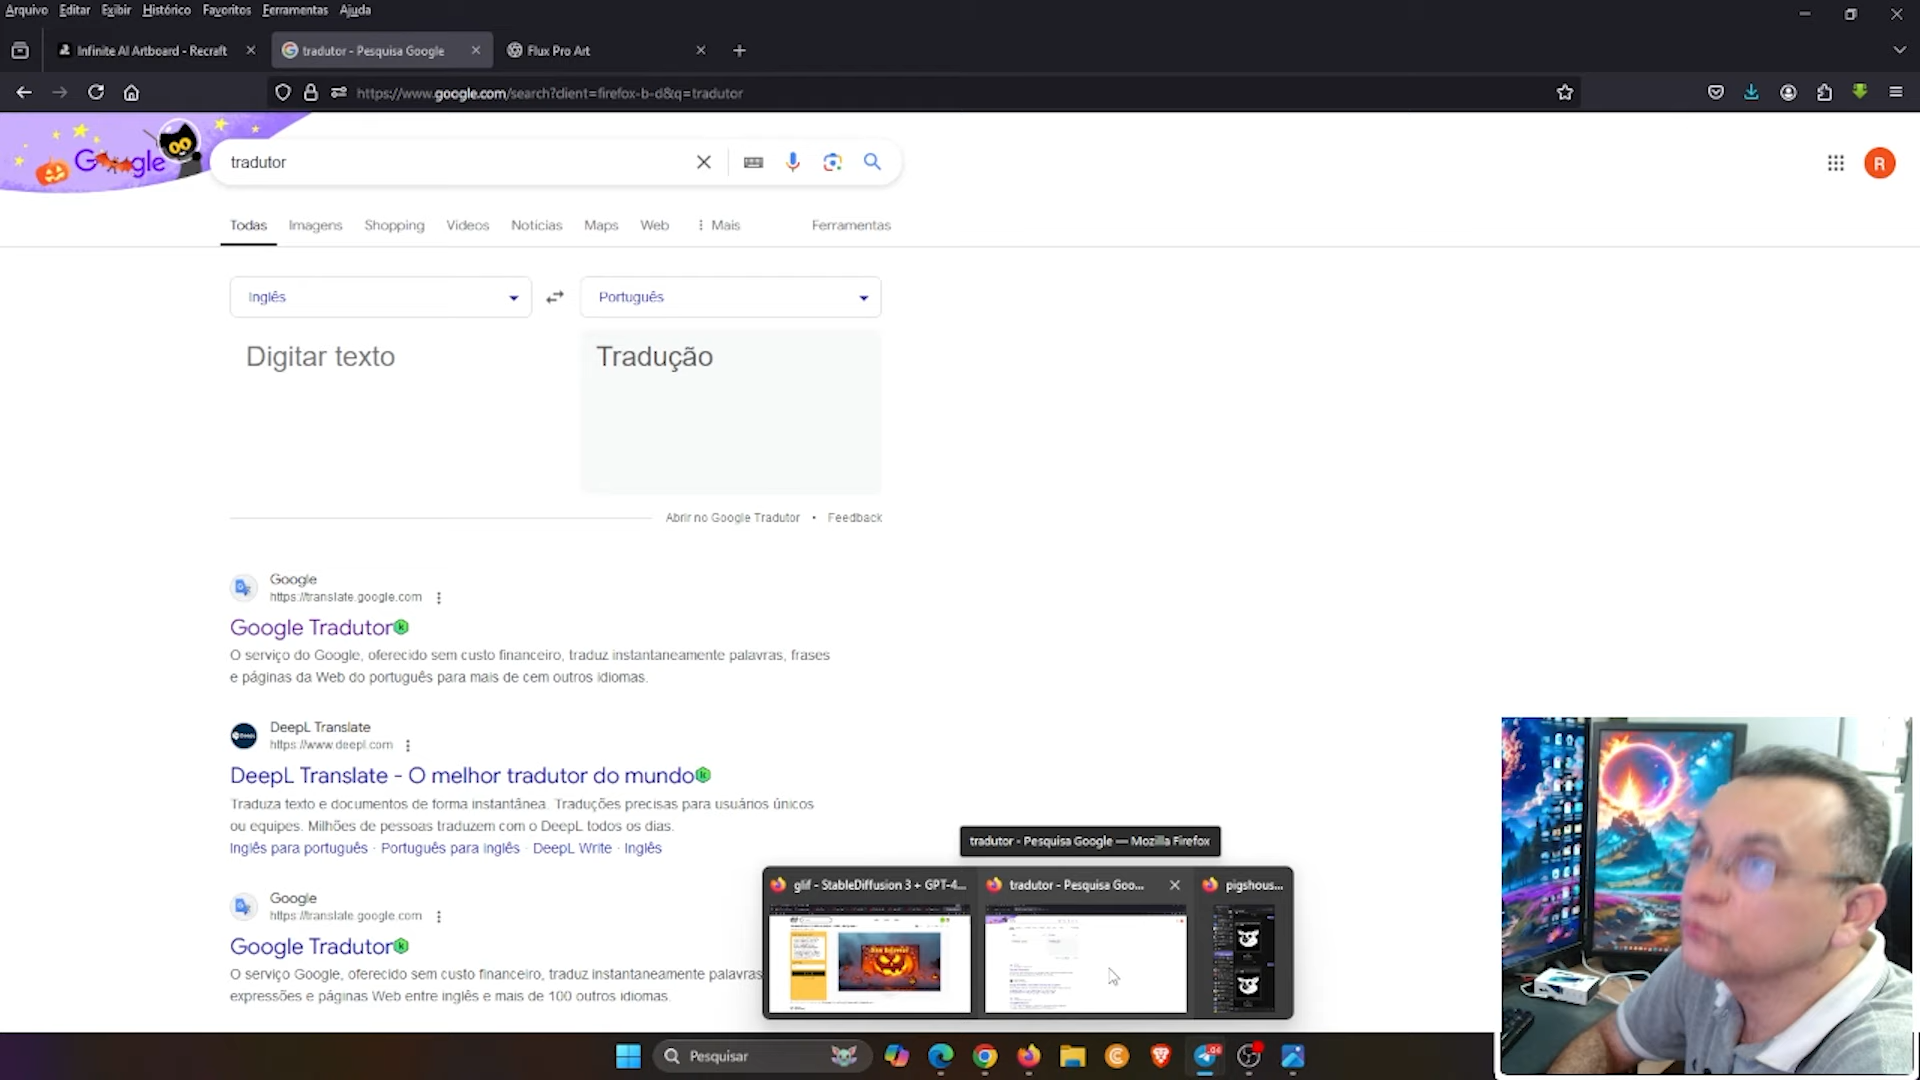 Arquivo Editar Exibir Histórico Favoritos Ferramentas Ajuda
Infinite AI Artboard - Recraft
tradutor - Pesquisa Google
Flux Pro Art
https://www.google.com/search?client=firefox-b-d&q=tradutor
Google
tradutor
R
Todas Imagens Shopping Vídeos Notícias Maps Web Mais Ferramentas
Inglês
Português
Digitar texto
Tradução
Abrir no Google Tradutor • Feedback
Google
https://translate.google.com
Google Tradutor
O serviço do Google, oferecido sem custo financeiro, traduz instantaneamente palavras, frases
e páginas da Web do português para mais de cem outros idiomas.
DeepL Translate
https://www.deepl.com
DeepL Translate - O melhor tradutor do mundo
Traduza texto e documentos de forma instantânea. Traduções precisas para usuários únicos
ou equipes. Milhões de pessoas traduzem com o DeepL todos os dias.
Inglês para português · Português para inglês · DeepL Write · Inglês
Google
https://translate.google.com
Google Tradutor
O serviço Google, oferecido sem custo financeiro, traduz instantaneamente palavras
expressões e páginas Web entre inglês e mais de 100 outros idiomas.
tradutor - Pesquisa Google — Mozilla Firefox
glif - StableDiffusion 3 + GPT-4...
tradutor - Pesquisa Goo...
pigshous...
Pesquisar